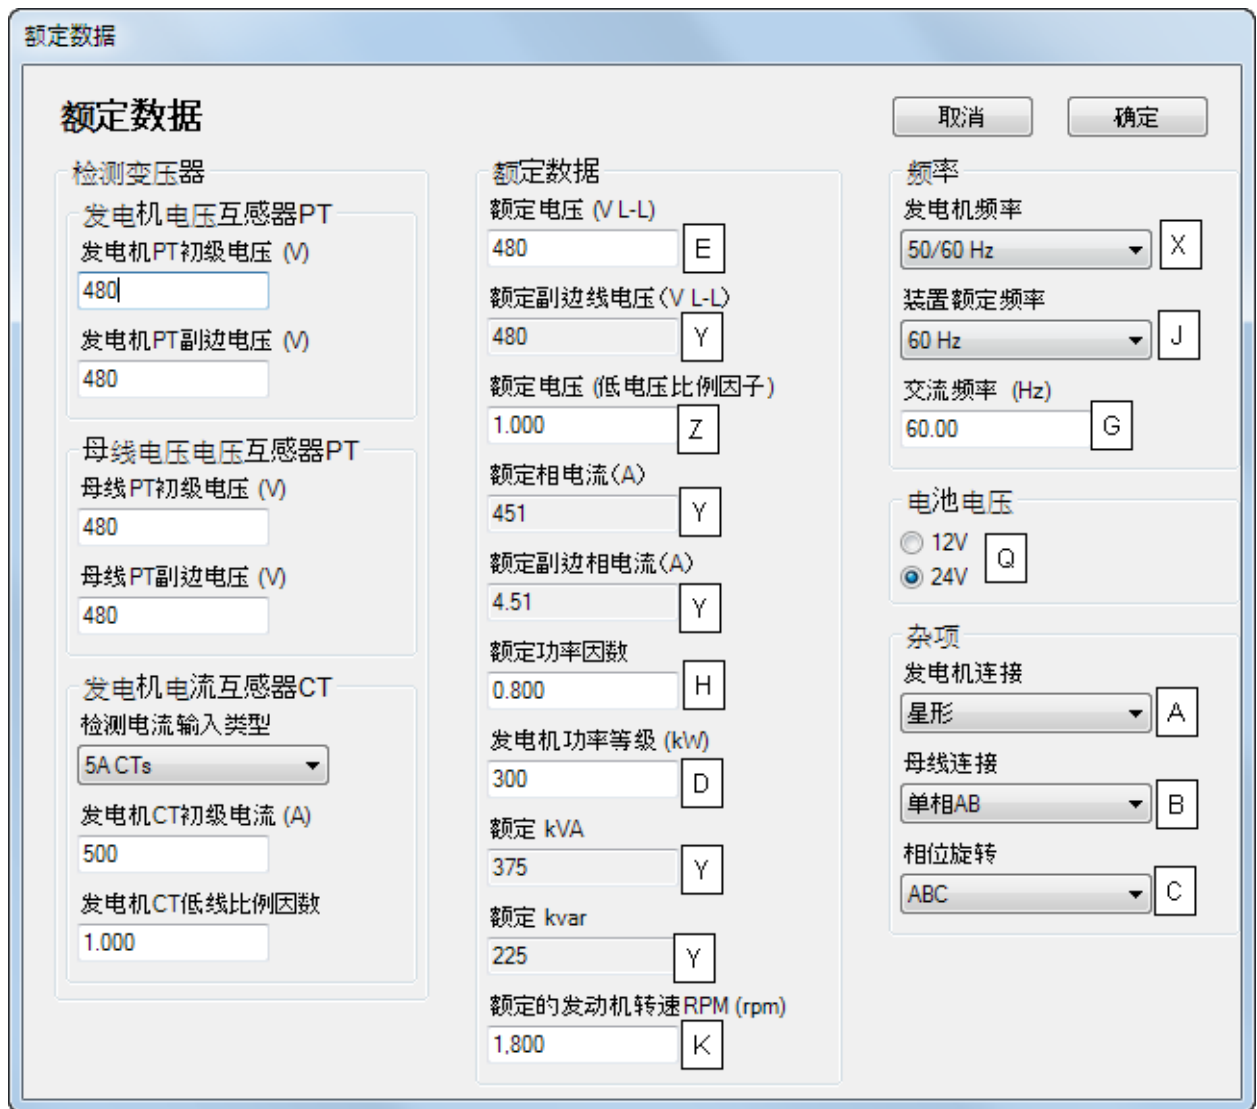 额定数据
额定数据
取消
确定
检测变压器
发电机电压互感器PT
发电机PT初级电压 (V)
480
发电机PT副边电压 (V)
480
母线电压电压互感器PT
母线PT初级电压 (V)
480
母线PT副边电压 (V)
480
发电机电流互感器CT
检测电流输入类型
5A CTs
发电机CT初级电流 (A)
500
发电机CT低线比例因数
1.000
额定数据
额定电压 (V L-L)
480
E
额定副边线电压(V L-L)
480
Y
额定电压 (低电压比例因子)
1.000
Z
额定相电流(A)
451
Y
额定副边相电流(A)
4.51
Y
额定功率因数
0.800
H
发电机功率等级 (kW)
300
D
额定 kVA
375
Y
额定 kvar
225
Y
额定的发动机转速RPM (rpm)
1,800
K
频率
发电机频率
50/60 Hz
X
装置额定频率
60 Hz
J
交流频率 (Hz)
60.00
G
电池电压
12V
24V
Q
杂项
发电机连接
星形
A
母线连接
单相AB
B
相位旋转
ABC
C